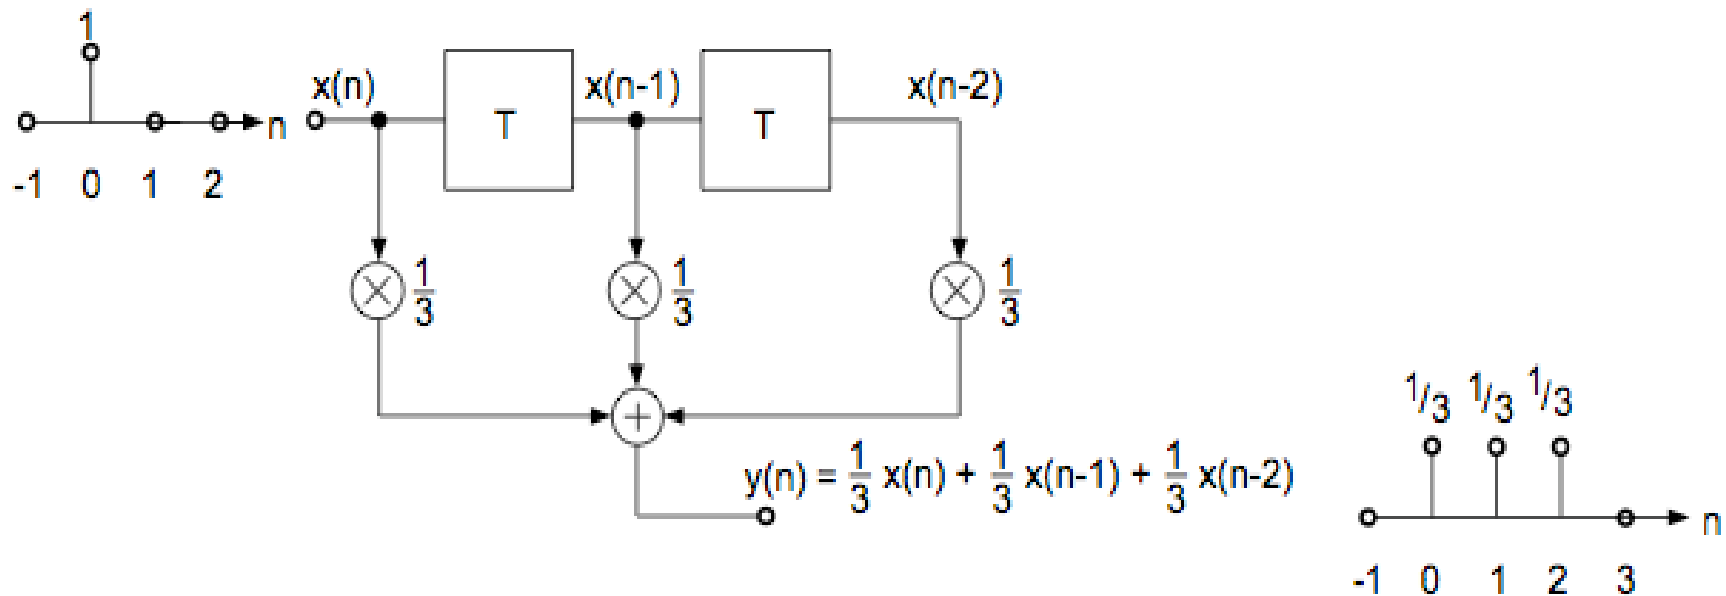 1
n
-1 0 1 2
x(n) x(n-1) x(n-2)
T T
1/3 1/3 1/3
y(n) = 1/3 x(n) + 1/3 x(n-1) + 1/3 x(n-2)
1/3 1/3 1/3
n
-1 0 1 2 3